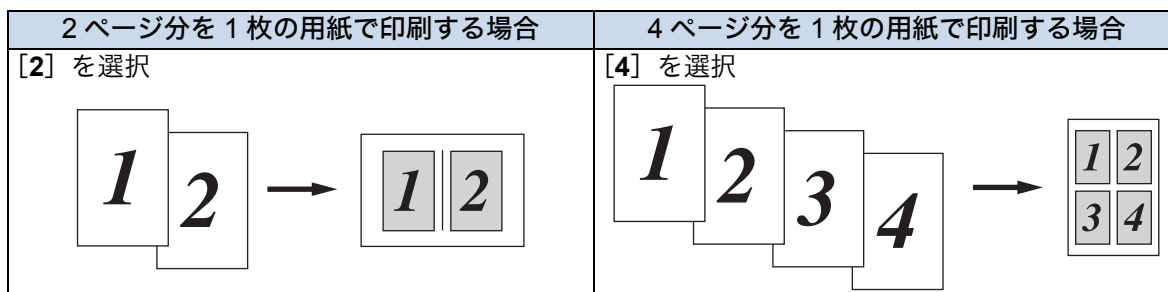 2ページ分を1枚の用紙で印刷する場合
[2] を選択
1
2
1 2
4ページ分を1枚の用紙で印刷する場合
[4] を選択
1
2
3
4
1 2
3 4